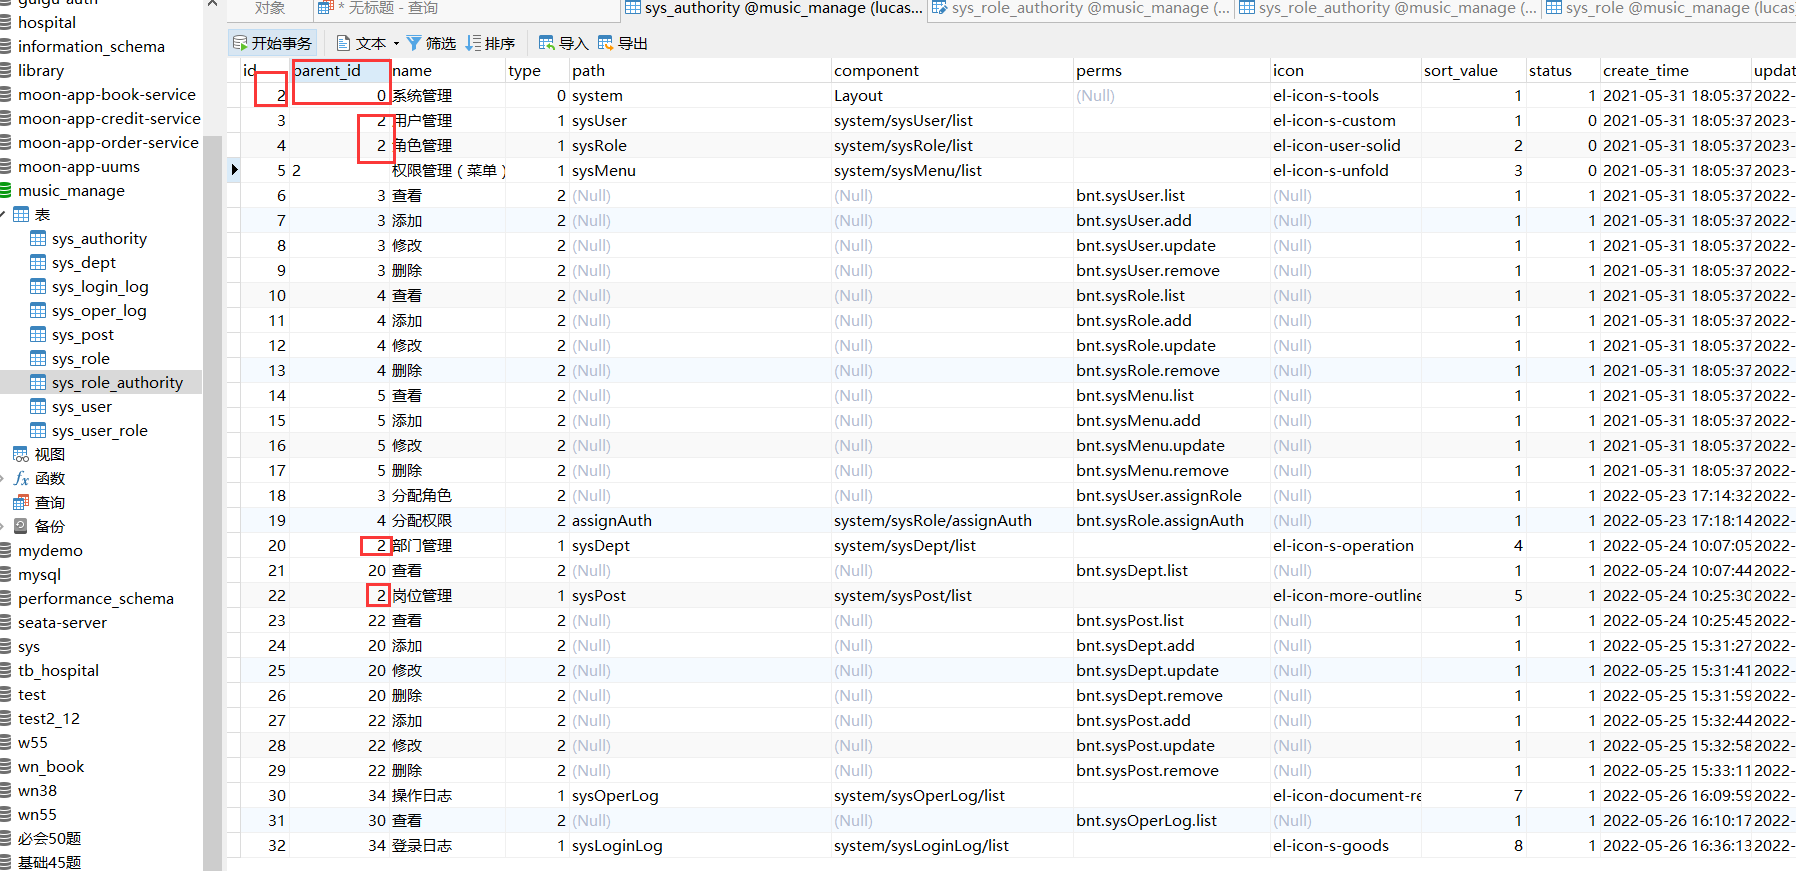 guigu-auth
hospital
information_schema
library
moon-app-book-service
moon-app-credit-service
moon-app-order-service
moon-app-uums
music_manage
表
sys_authority
sys_dept
sys_login_log
sys_oper_log
sys_post
sys_role
sys_role_authority
sys_user
sys_user_role
视图
fx 函数
查询
备份
mydemo
mysql
performance_schema
seata-server
sys
tb_hospital
test
test2_12
w55
wn_book
wn38
wn55
必会50题
基础45题
对象 * 无标题 - 查询 sys_authority @music_manage (lucas... sys_role_authority @music_manage (... sys_role_authority @music_manage (... sys_role @music_manage (lucas
开始事务 文本 筛选 排序 导入 导出
id parent_id name type path component perms icon sort_value status create_time updat
2 0 系统管理 0 system Layout (Null) el-icon-s-tools 1 1 2021-05-31 18:05:37 2022-
3 2 用户管理 1 sysUser system/sysUser/list el-icon-s-custom 1 0 2021-05-31 18:05:37 2023-
4 2 角色管理 1 sysRole system/sysRole/list el-icon-user-solid 2 0 2021-05-31 18:05:37 2023-
5 2 权限管理（菜单） 1 sysMenu system/sysMenu/list el-icon-s-unfold 3 0 2021-05-31 18:05:37 2023-
6 3 查看 2 (Null) (Null) bnt.sysUser.list (Null) 1 1 2021-05-31 18:05:37 2022-
7 3 添加 2 (Null) (Null) bnt.sysUser.add (Null) 1 1 2021-05-31 18:05:37 2022-
8 3 修改 2 (Null) (Null) bnt.sysUser.update (Null) 1 1 2021-05-31 18:05:37 2022-
9 3 删除 2 (Null) (Null) bnt.sysUser.remove (Null) 1 1 2021-05-31 18:05:37 2022-
10 4 查看 2 (Null) (Null) bnt.sysRole.list (Null) 1 1 2021-05-31 18:05:37 2022-
11 4 添加 2 (Null) (Null) bnt.sysRole.add (Null) 1 1 2021-05-31 18:05:37 2022-
12 4 修改 2 (Null) (Null) bnt.sysRole.update (Null) 1 1 2021-05-31 18:05:37 2022-
13 4 删除 2 (Null) (Null) bnt.sysRole.remove (Null) 1 1 2021-05-31 18:05:37 2022-
14 5 查看 2 (Null) (Null) bnt.sysMenu.list (Null) 1 1 2021-05-31 18:05:37 2022-
15 5 添加 2 (Null) (Null) bnt.sysMenu.add (Null) 1 1 2021-05-31 18:05:37 2022-
16 5 修改 2 (Null) (Null) bnt.sysMenu.update (Null) 1 1 2021-05-31 18:05:37 2022-
17 5 删除 2 (Null) (Null) bnt.sysMenu.remove (Null) 1 1 2021-05-31 18:05:37 2022-
18 3 分配角色 2 (Null) (Null) bnt.sysUser.assignRole (Null) 1 1 2022-05-23 17:14:32 2022-
19 4 分配权限 2 assignAuth system/sysRole/assignAuth bnt.sysRole.assignAuth (Null) 1 1 2022-05-23 17:18:14 2022-
20 2 部门管理 1 sysDept system/sysDept/list el-icon-s-operation 4 1 2022-05-24 10:07:05 2022-
21 20 查看 2 (Null) (Null) bnt.sysDept.list (Null) 1 1 2022-05-24 10:07:44 2022-
22 2 岗位管理 1 sysPost system/sysPost/list el-icon-more-outline 5 1 2022-05-24 10:25:30 2022-
23 22 查看 2 (Null) (Null) bnt.sysPost.list (Null) 1 1 2022-05-24 10:25:45 2022-
24 20 添加 2 (Null) (Null) bnt.sysDept.add (Null) 1 1 2022-05-25 15:31:27 2022-
25 20 修改 2 (Null) (Null) bnt.sysDept.update (Null) 1 1 2022-05-25 15:31:41 2022-
26 20 删除 2 (Null) (Null) bnt.sysDept.remove (Null) 1 1 2022-05-25 15:31:59 2022-
27 22 添加 2 (Null) (Null) bnt.sysPost.add (Null) 1 1 2022-05-25 15:32:44 2022-
28 22 修改 2 (Null) (Null) bnt.sysPost.update (Null) 1 1 2022-05-25 15:32:58 2022-
29 22 删除 2 (Null) (Null) bnt.sysPost.remove (Null) 1 1 2022-05-25 15:33:11 2022-
30 34 操作日志 1 sysOperLog system/sysOperLog/list el-icon-document-re 7 1 2022-05-26 16:09:59 2022-
31 30 查看 2 (Null) (Null) bnt.sysOperLog.list (Null) 1 1 2022-05-26 16:10:17 2022-
32 34 登录日志 1 sysLoginLog system/sysLoginLog/list el-icon-s-goods 8 1 2022-05-26 16:36:13 2022-